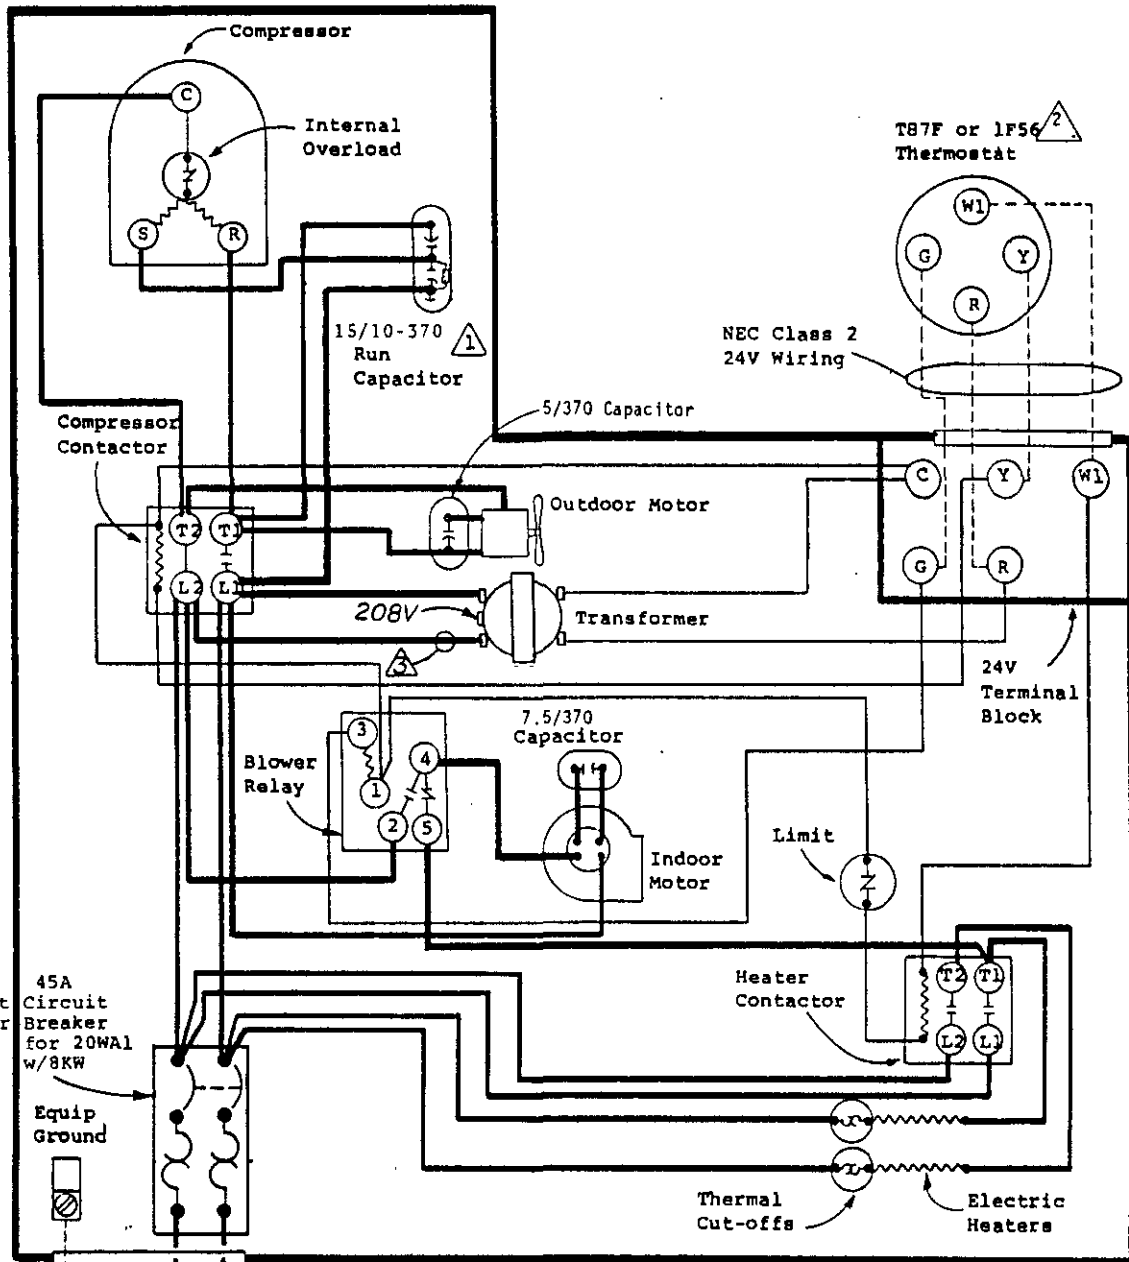 Compressor
C
Internal
Overload
S
R
15/10-370
Run
Capacitor
1
T87F or 1F56
Thermostat
2
W1
G
Y
R
NEC Class 2
24V Wiring
5/370 Capacitor
Compressor
Contactor
Outdoor Motor
C
Y
W1
T2
T1
G
R
L2
L1
208V
Transformer
3
24V
Terminal
Block
7.5/370
Capacitor
3
4
1
2
5
Blower
Relay
Indoor
Motor
Limit
45A
t Circuit
r Breaker
for 20WA1
w/8KW
Heater
Contactor
T2
T1
L2
L1
Equip
Ground
Thermal
Cut-offs
Electric
Heaters